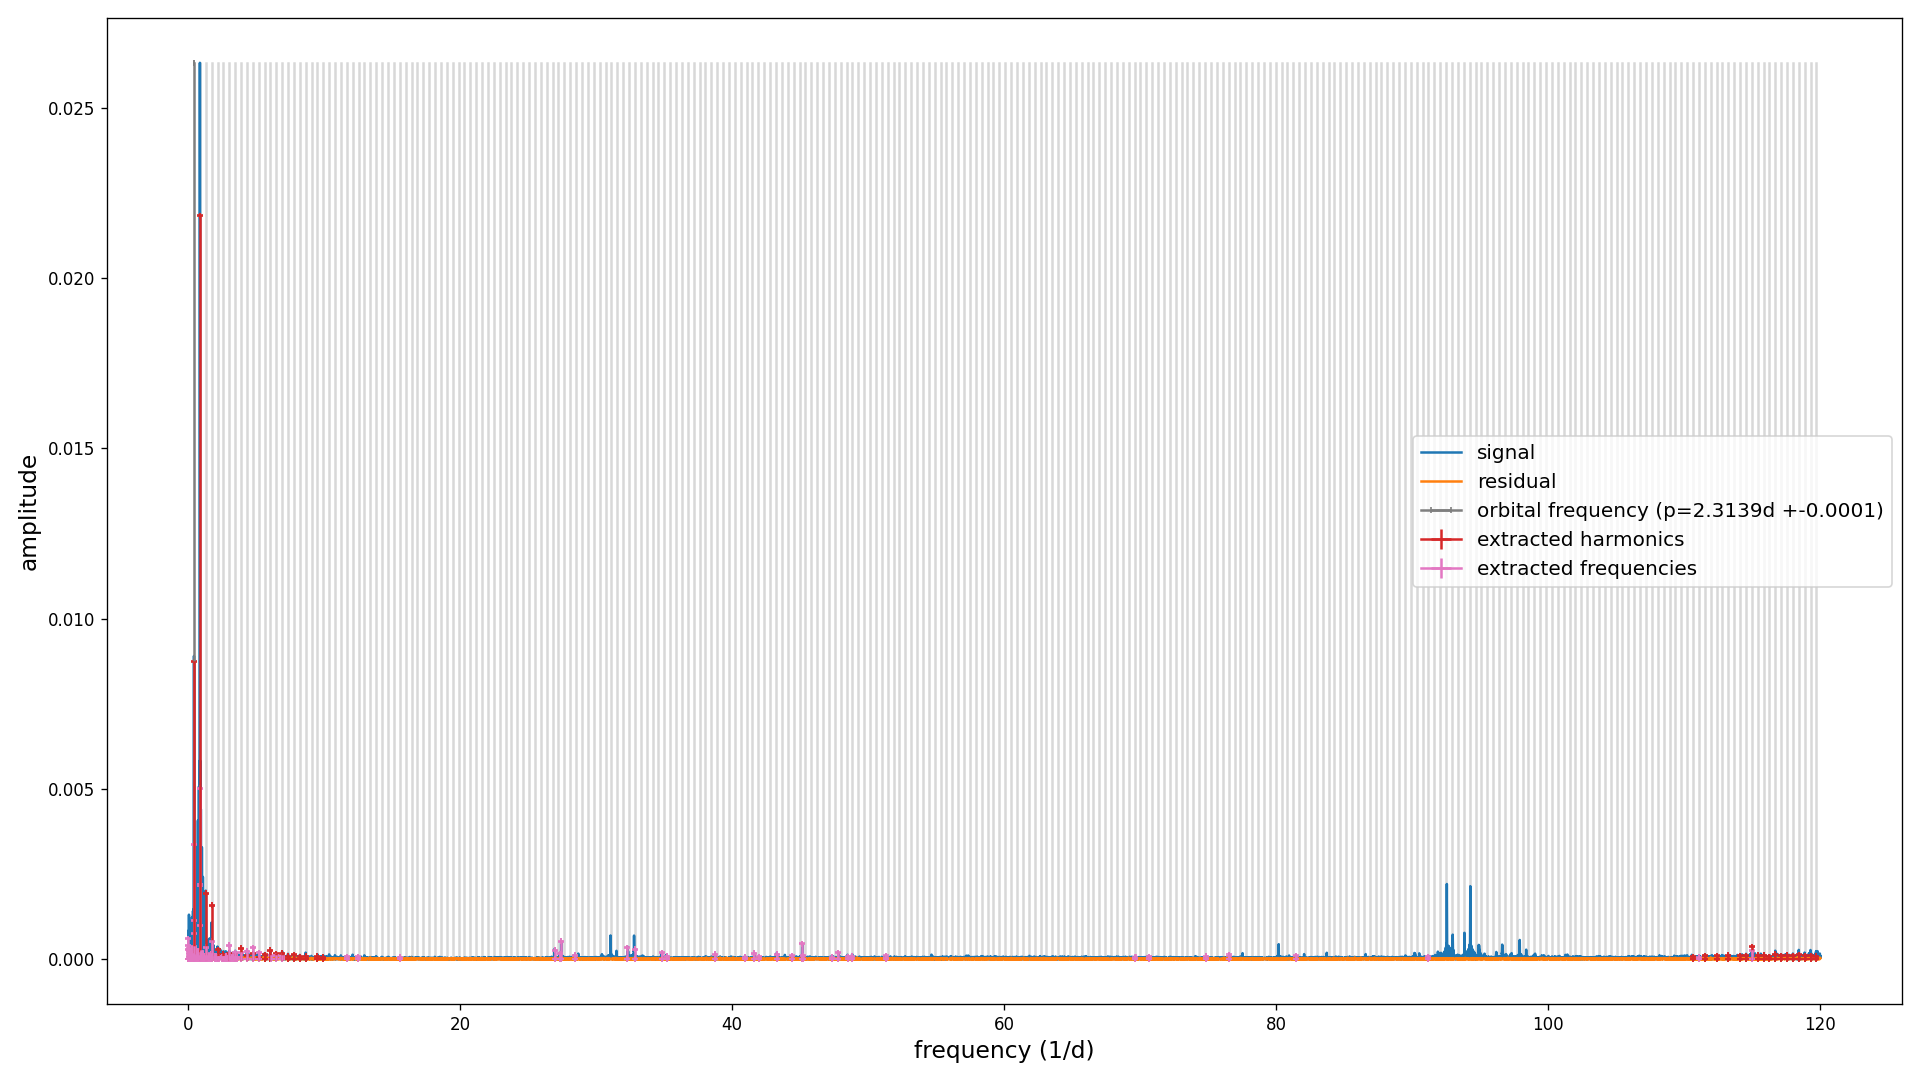 0.025
0.020
0.015
0.010
0.005
0.000
amplitude
signal
residual
orbital frequency (p=2.3139d +-0.0001)
extracted harmonics
extracted frequencies
0 20 40 60 80 100 120
frequency (1/d)